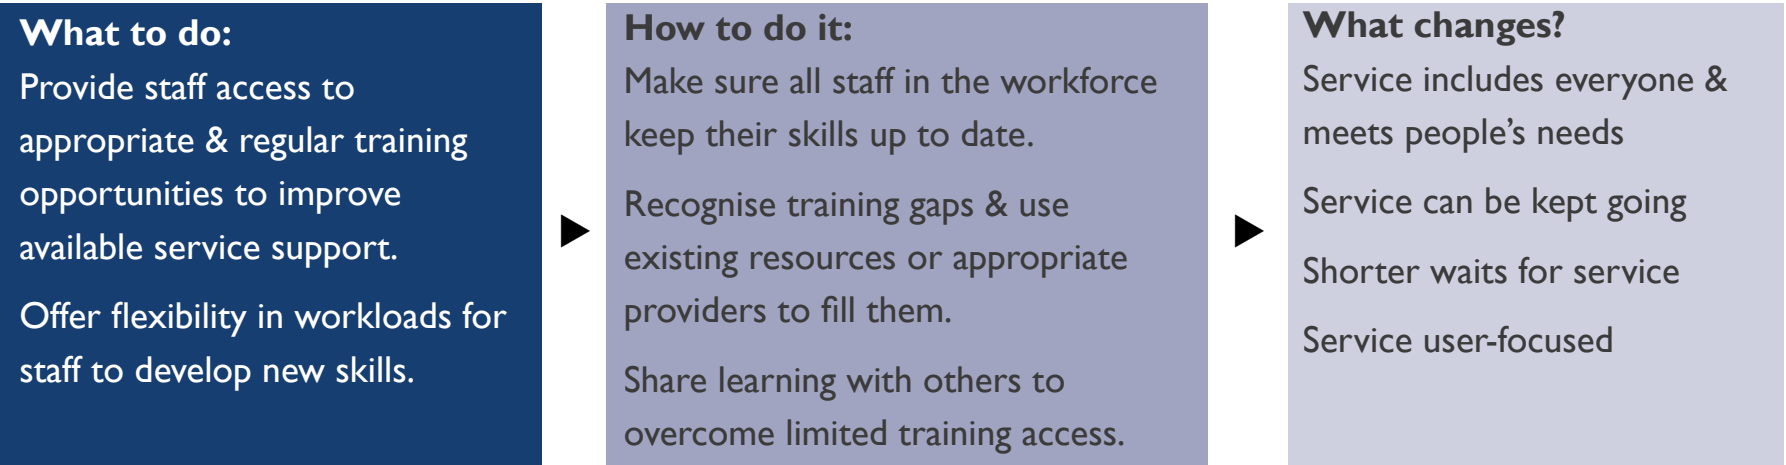 What to do:
Provide staff access to
appropriate & regular training
opportunities to improve
available service support.
Offer flexibility in workloads for
staff to develop new skills.
How to do it:
Make sure all staff in the workforce
keep their skills up to date.
Recognise training gaps & use
existing resources or appropriate
providers to fill them.
Share learning with others to
overcome limited training access.
What changes?
Service includes everyone &
meets people’s needs
Service can be kept going
Shorter waits for service
Service user-focused